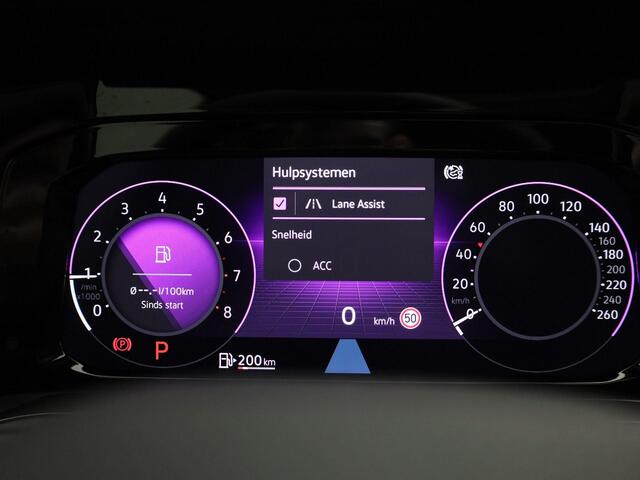 Hulpsystemen
Lane Assist
Snelheid
ACC
0 km/h 50
0 1 2 3 4 5 6 7 8
/min
x1000
ø --.- l/100km
Sinds start
P
P
200 km
0 20 40 60 80 100 120 140 160 180 200 220 240 260
km/h